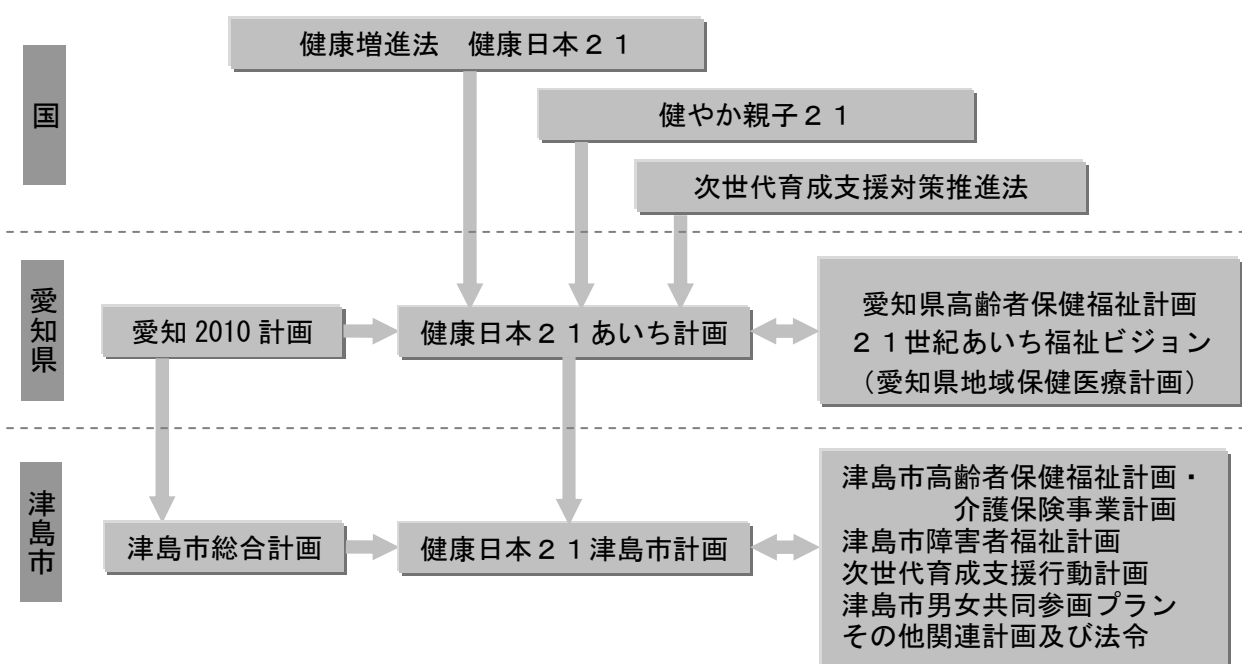 国
健康増進法　健康日本２１
健やか親子２１
次世代育成支援対策推進法
愛知県
愛知 2010 計画
健康日本２１あいち計画
愛知県高齢者保健福祉計画
２１世紀あいち福祉ビジョン
（愛知県地域保健医療計画）
津島市
津島市総合計画
健康日本２１津島市計画
津島市高齢者保健福祉計画・
介護保険事業計画
津島市障害者福祉計画
次世代育成支援行動計画
津島市男女共同参画プラン
その他関連計画及び法令